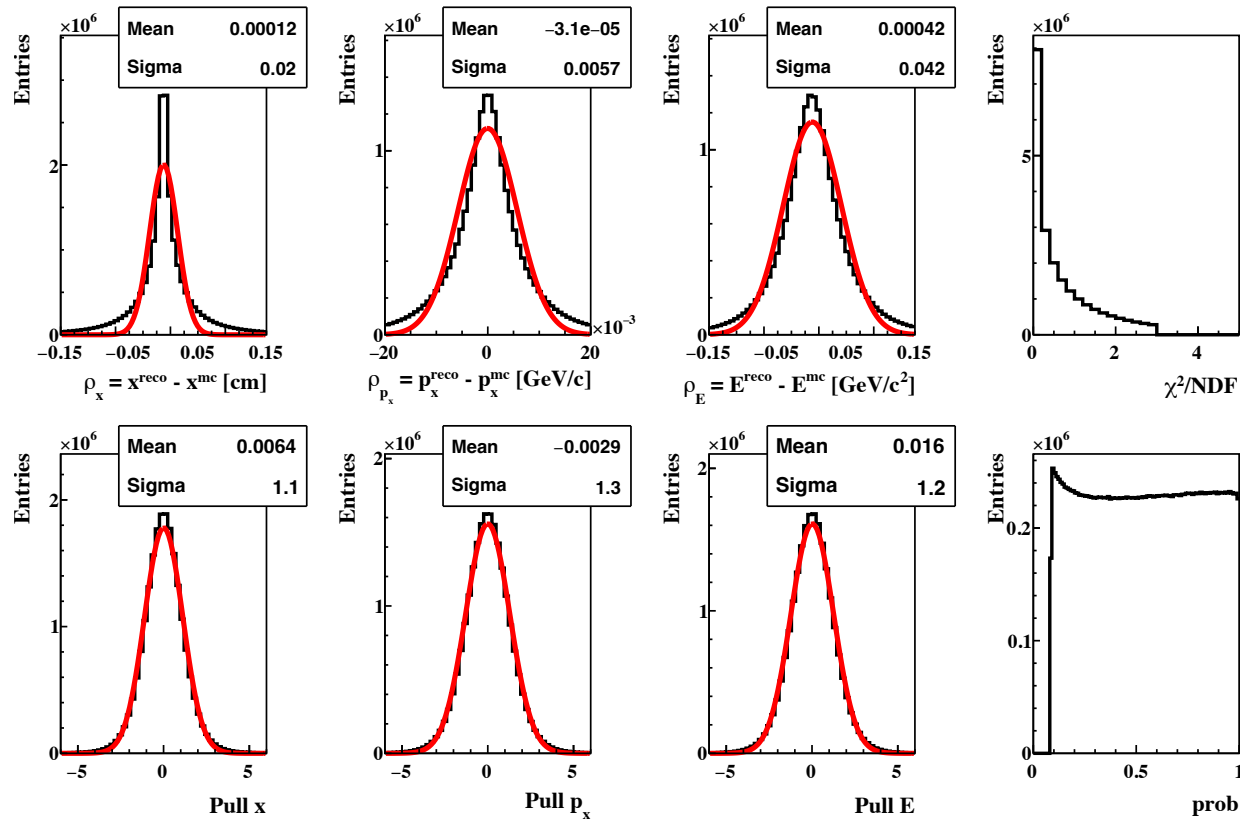 ×10⁶
Entries
Mean 0.00012
Sigma 0.02
2
0
−0.15 −0.05 0.05 0.15
ρ_x = x^reco - x^mc [cm]
×10⁶
Entries
Mean −3.1e−05
Sigma 0.0057
1
0
−20 0 20
×10⁻³
ρ_p_x = p_x^reco - p_x^mc [GeV/c]
×10⁶
Entries
Mean 0.00042
Sigma 0.042
1
0
−0.15 −0.05 0.05 0.15
ρ_E = E^reco - E^mc [GeV/c²]
×10⁶
Entries
5
0
0 2 4
χ²/NDF
×10⁶
Entries
Mean 0.0064
Sigma 1.1
2
1
0
−5 0 5
Pull x
×10⁶
Entries
Mean −0.0029
Sigma 1.3
2
1
0
−5 0 5
Pull p_x
×10⁶
Entries
Mean 0.016
Sigma 1.2
2
1
0
−5 0 5
Pull E
×10⁶
Entries
0.2
0.1
0
0 0.5 1
prob